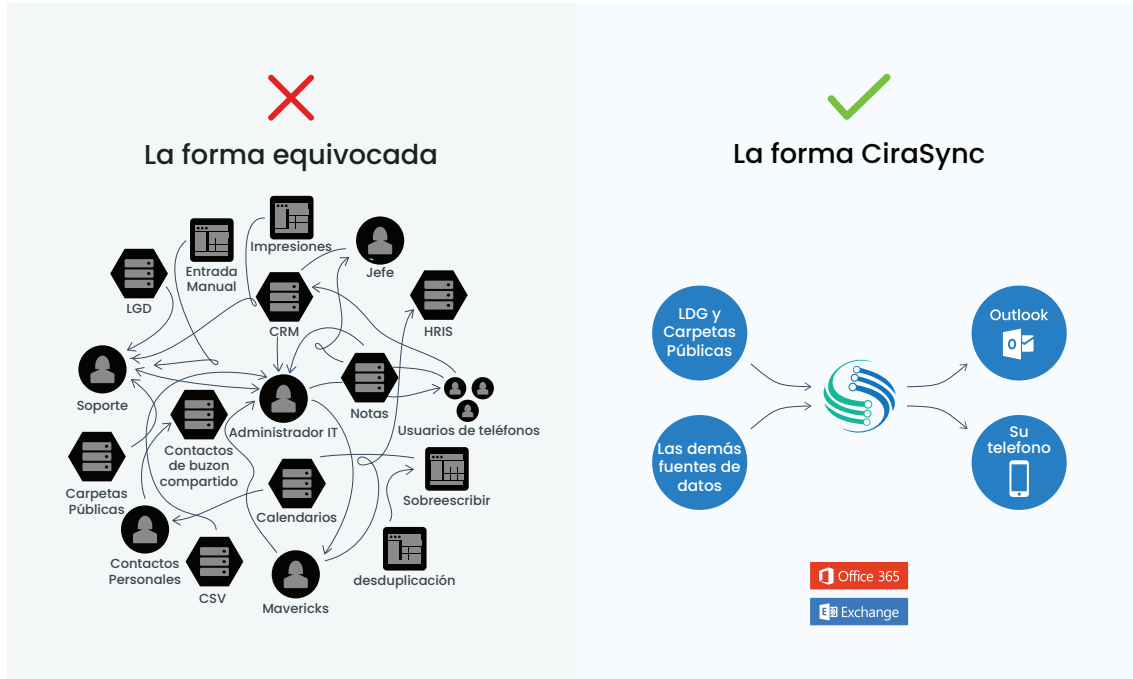 La forma equivocada
Impresiones
Entrada
Manual
Jefe
LGD
CRM
HRIS
Soporte
Notas
Administrador IT
Usuarios de teléfonos
Contactos
de buzon
compartido
Carpetas
Públicas
Calendarios
Sobreescribir
Contactos
Personales
CSV
Mavericks
desduplicación
La forma CiraSync
LDG y
Carpetas
Públicas
Las demás
fuentes de
datos
Outlook
Su
telefono
Office 365
Exchange